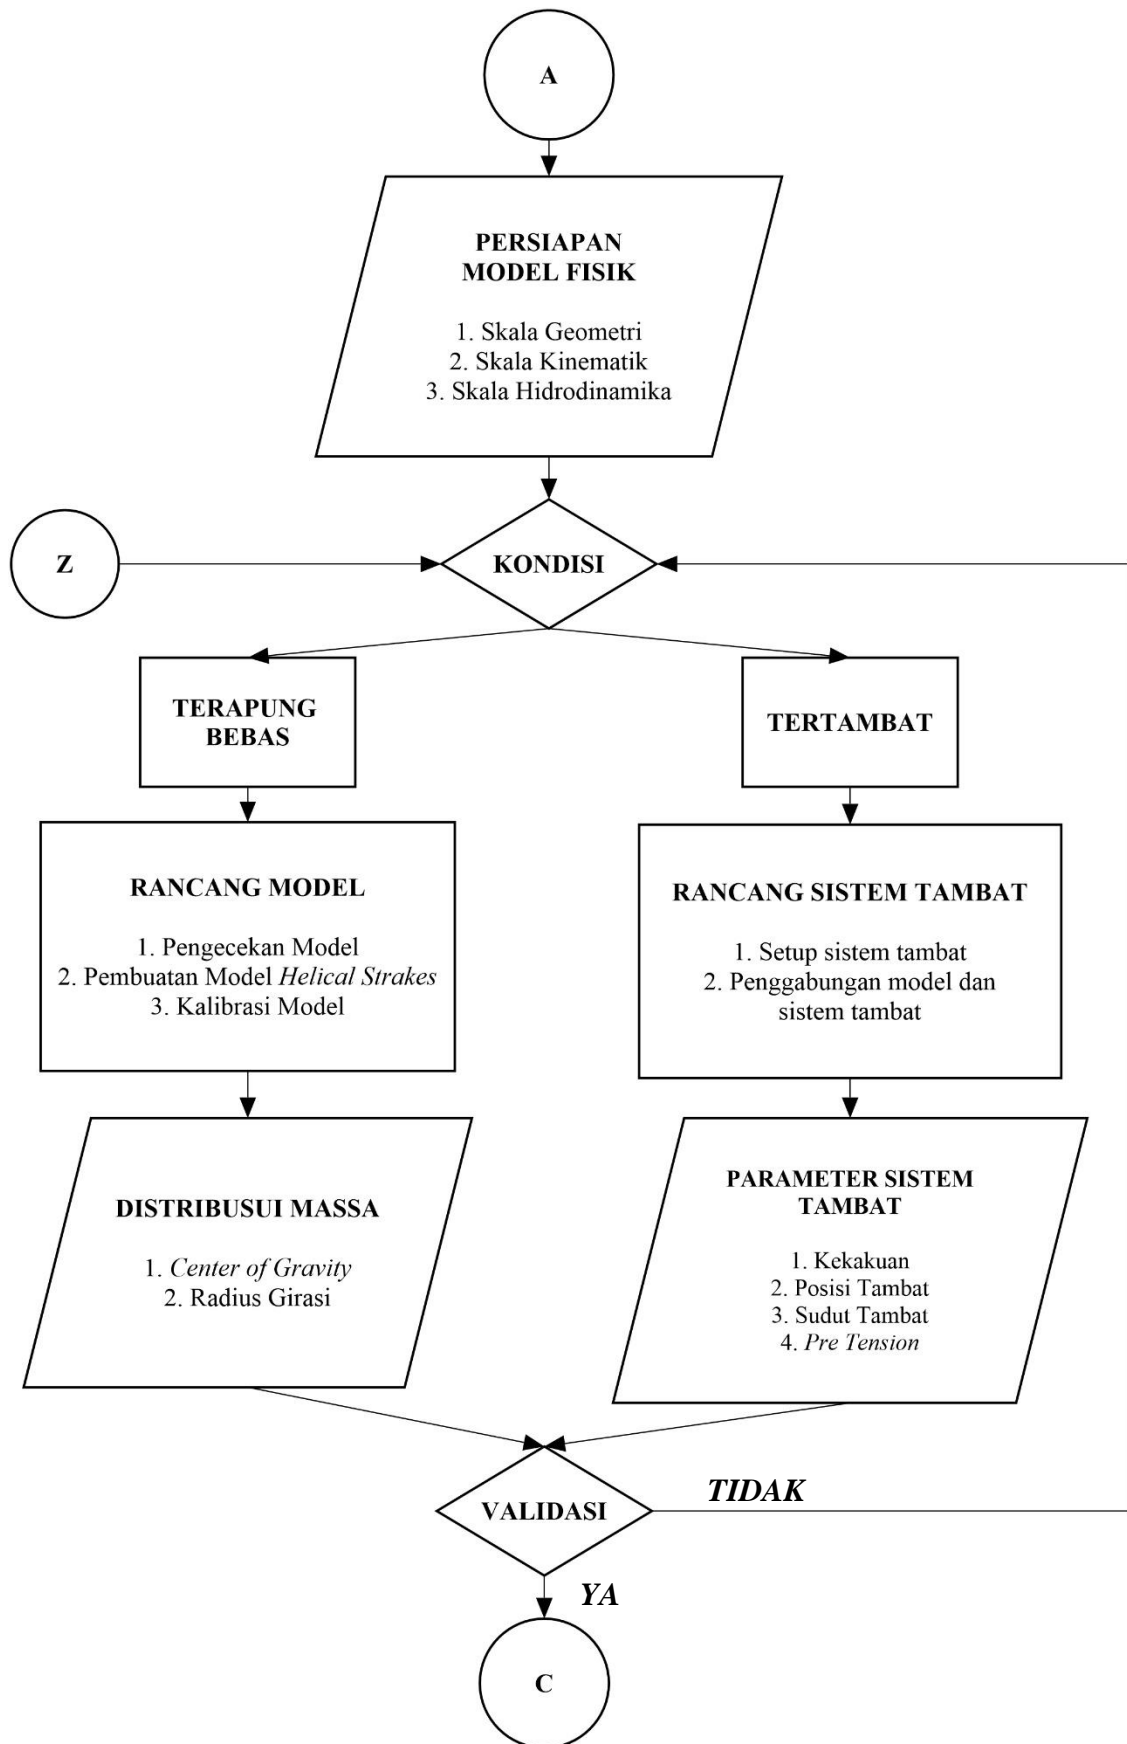 A
PERSIAPAN
MODEL FISIK
1. Skala Geometri
2. Skala Kinematik
3. Skala Hidrodinamika
Z
KONDISI
TERAPUNG
BEBAS
TERTAMBAT
RANCANG MODEL
1. Pengecekan Model
2. Pembuatan Model Helical Strakes
3. Kalibrasi Model
RANCANG SISTEM TAMBAT
1. Setup sistem tambat
2. Penggabungan model dan
sistem tambat
DISTRIBUSUI MASSA
1. Center of Gravity
2. Radius Girasi
PARAMETER SISTEM
TAMBAT
1. Kekakuan
2. Posisi Tambat
3. Sudut Tambat
4. Pre Tension
VALIDASI
TIDAK
YA
C